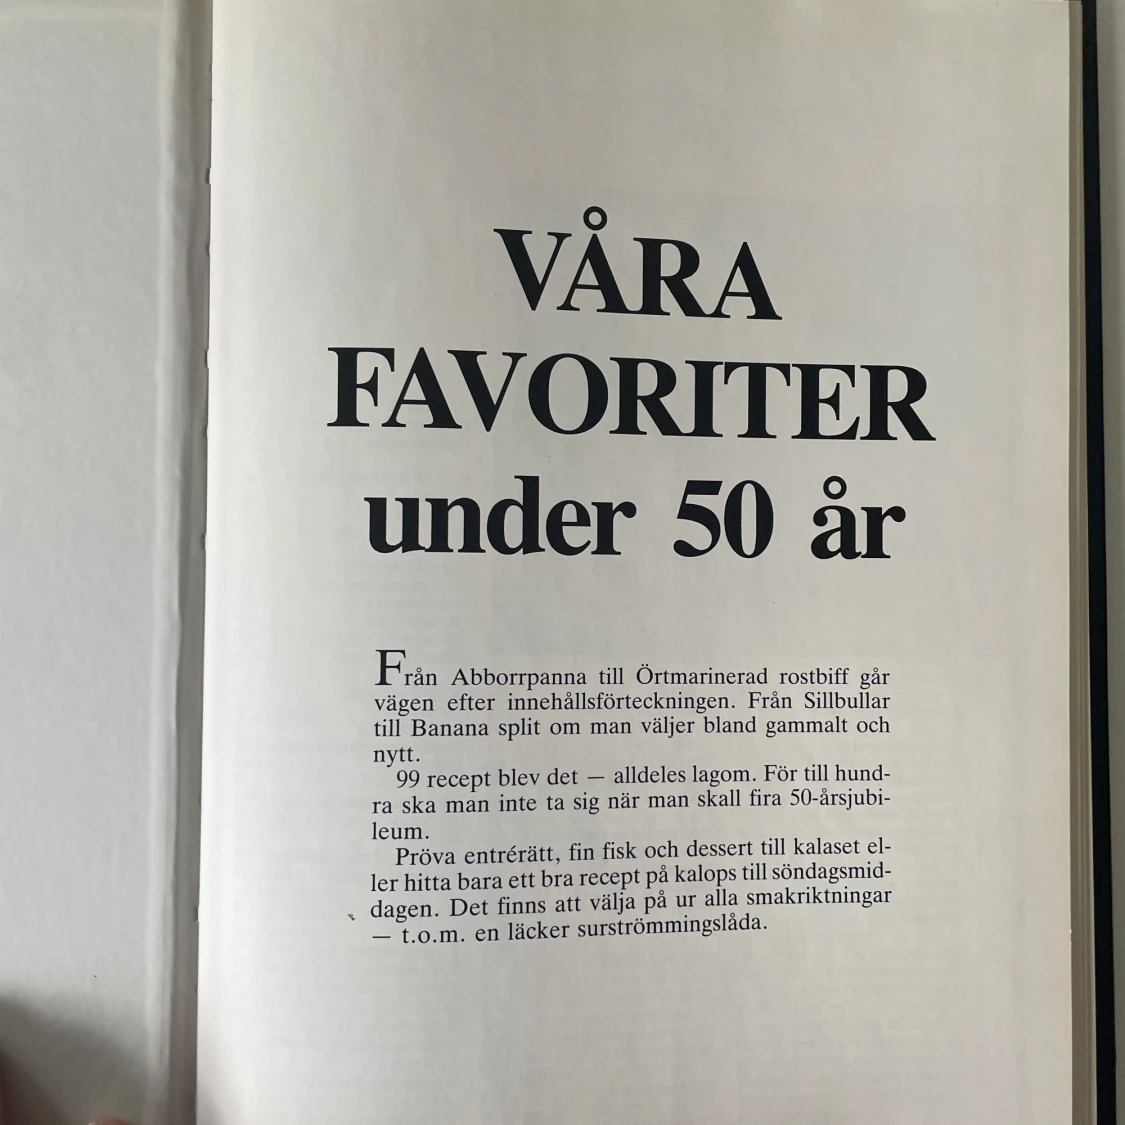 VÅRA
FAVORITER
under 50 år
Från Abborrpanna till Örtmarinerad rostbiff går
vägen efter innehållsförteckningen. Från Sillbullar
till Banana split om man väljer bland gammalt och
nytt.
99 recept blev det — alldeles lagom. För till hund-
ra ska man inte ta sig när man skall fira 50-årsjubi-
leum.
Pröva entrérätt, fin fisk och dessert till kalaset el-
ler hitta bara ett bra recept på kalops till söndagsmid-
dagen. Det finns att välja på ur alla smakriktningar
— t.o.m. en läcker surströmmingslåda.